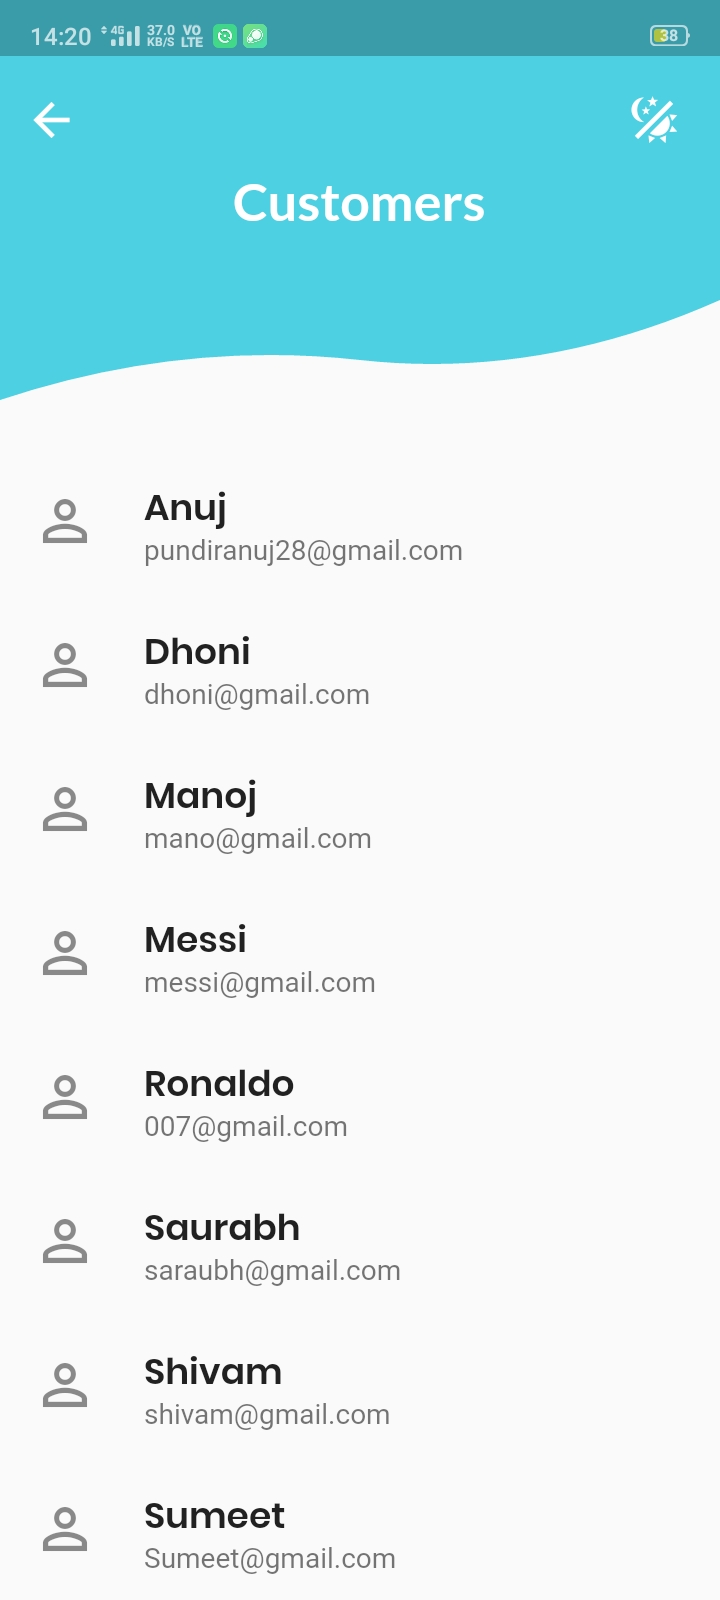 14:20 4G 37.0 KB/S VO LTE 38
Customers
Anuj
pundiranuj28@gmail.com
Dhoni
dhoni@gmail.com
Manoj
mano@gmail.com
Messi
messi@gmail.com
Ronaldo
007@gmail.com
Saurabh
saraubh@gmail.com
Shivam
shivam@gmail.com
Sumeet
Sumeet@gmail.com